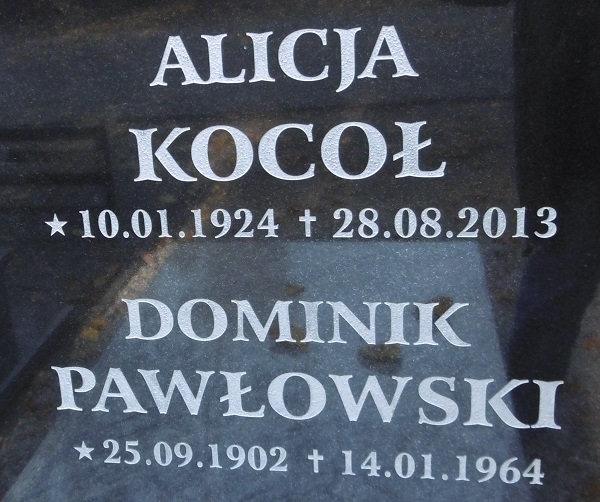 ALICJA
KOCOŁ
★ 10.01.1924 ✝ 28.08.2013
DOMINIK
PAWŁOWSKI
★ 25.09.1902 ✝ 14.01.1964